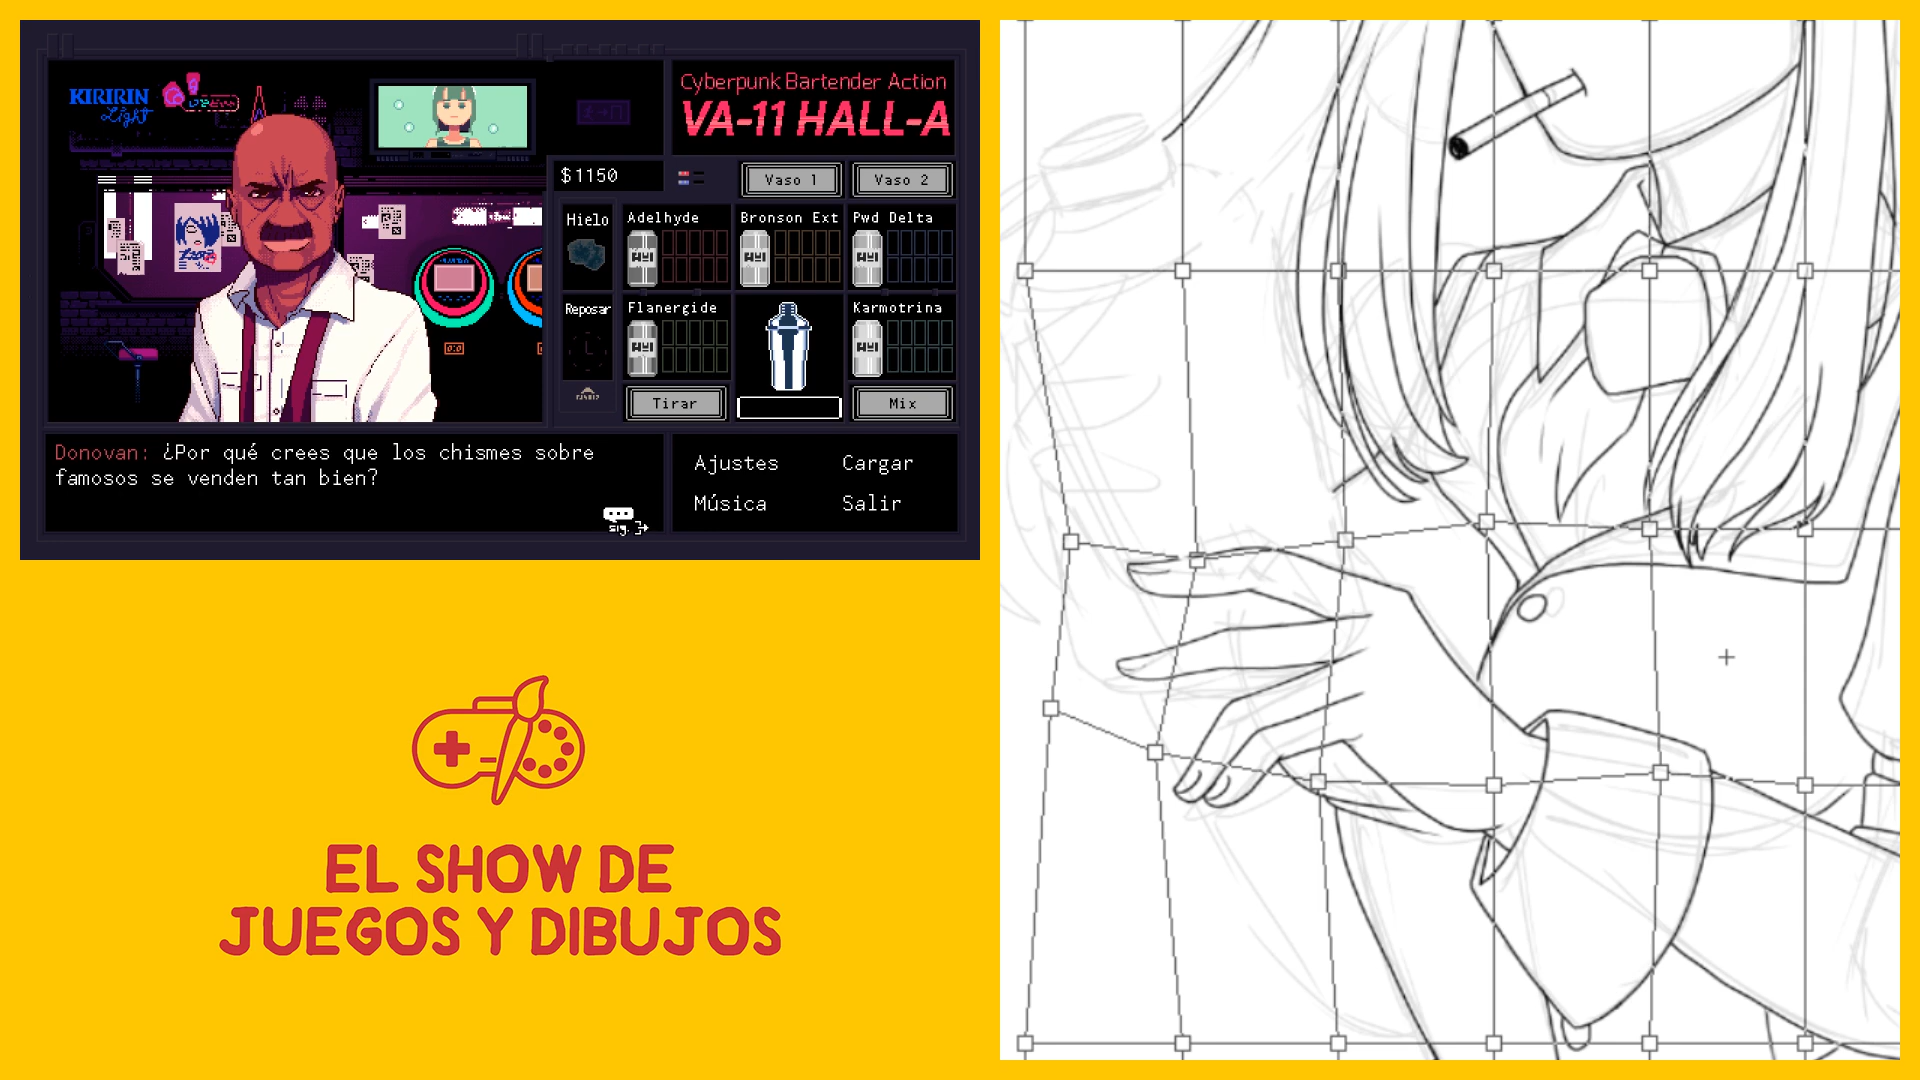 KIRIRIN
Light
Cyberpunk Bartender Action
VA-11 HALL-A
$1150
Vaso 1
Vaso 2
Hielo
Adelhyde
Bronson Ext
Pwd Delta
Reposar
Flanergide
Karmotrina
Tirar
Mix
Donovan: ¿Por qué crees que los chismes sobre
famosos se venden tan bien?
sig.
Ajustes
Cargar
Música
Salir
EL SHOW DE
JUEGOS Y DIBUJOS